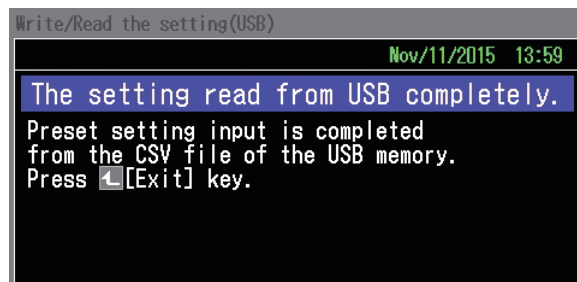 Write/Read the setting(USB)
Nov/11/2015 13:59
The setting read from USB completely.
Preset setting input is completed
from the CSV file of the USB memory.
Press [Exit] key.